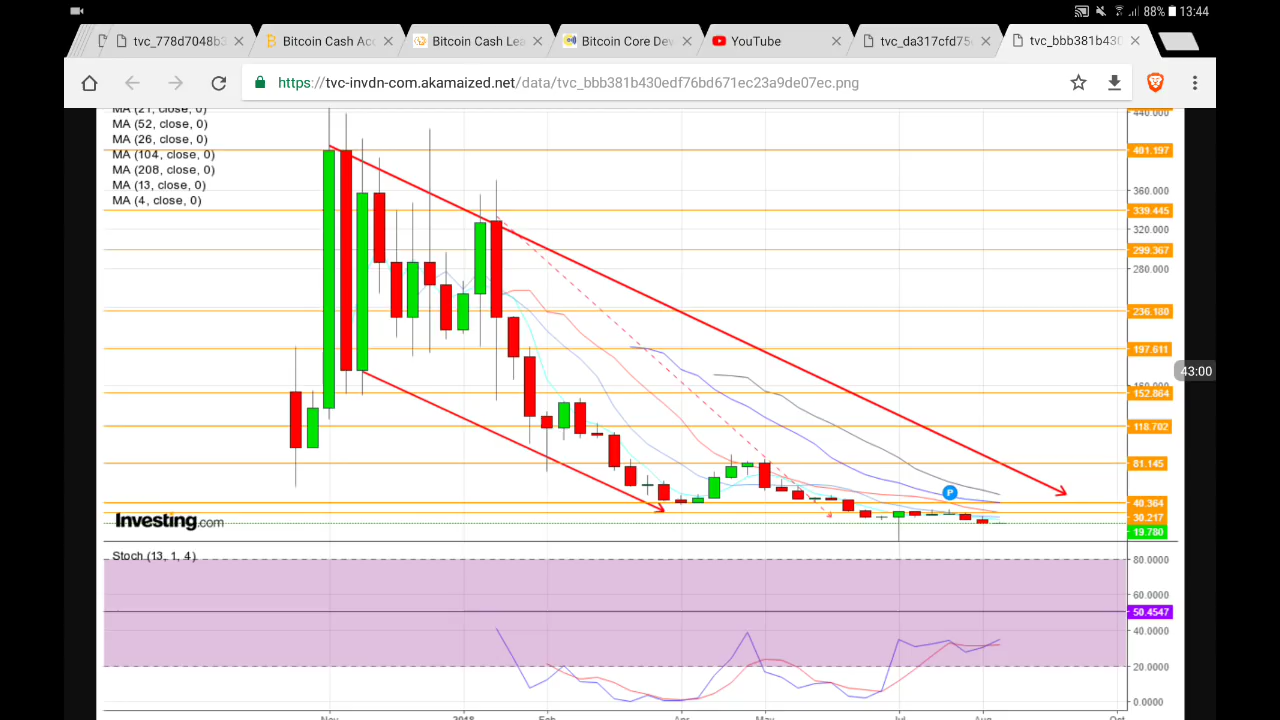 88% 13:44
tvc_778d7048b3
Bitcoin Cash Acc
Bitcoin Cash Lea
Bitcoin Core Dev
YouTube
tvc_da317cfd75
tvc_bbb381b430
https://tvc-invdn-com.akamaized.net/data/tvc_bbb381b430edf76bd671ec23a9de07ec.png
MA (21, close, 0)
MA (52, close, 0)
MA (26, close, 0)
MA (104, close, 0)
MA (208, close, 0)
MA (13, close, 0)
MA (4, close, 0)
440.000
401.197
360.000
339.445
320.000
299.367
280.000
236.180
197.611
43:00
160.000
152.864
118.702
81.145
P
40.364
30.217
19.780
Investing.com
Stoch (13, 1, 4)
80.0000
60.0000
50.4547
40.0000
20.0000
0.0000
Nov 2018 Feb Apr May Jul Aug Oct